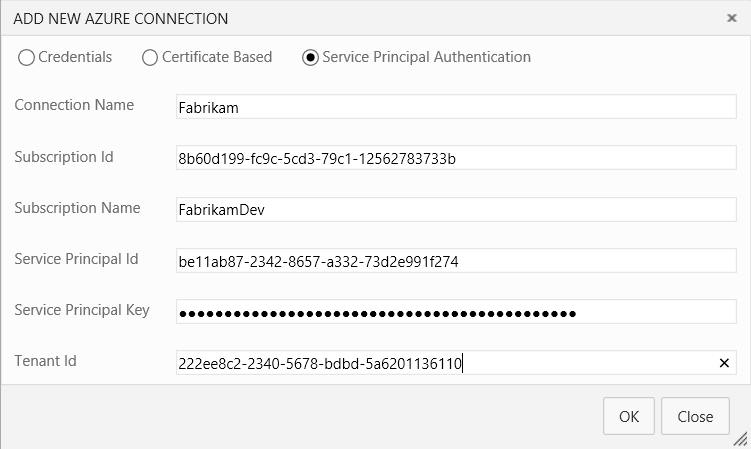 ADD NEW AZURE CONNECTION
Credentials Certificate Based Service Principal Authentication
Connection Name Fabrikam
Subscription Id 8b60d199-fc9c-5cd3-79c1-12562783733b
Subscription Name FabrikamDev
Service Principal Id be11ab87-2342-8657-a332-73d2e991f274
Service Principal Key ●●●●●●●●●●●●●●●●●●●●●●●●●●●●●●●●●●●●●●●●●●●●
Tenant Id 222ee8c2-2340-5678-bdbd-5a6201136110
OK Close